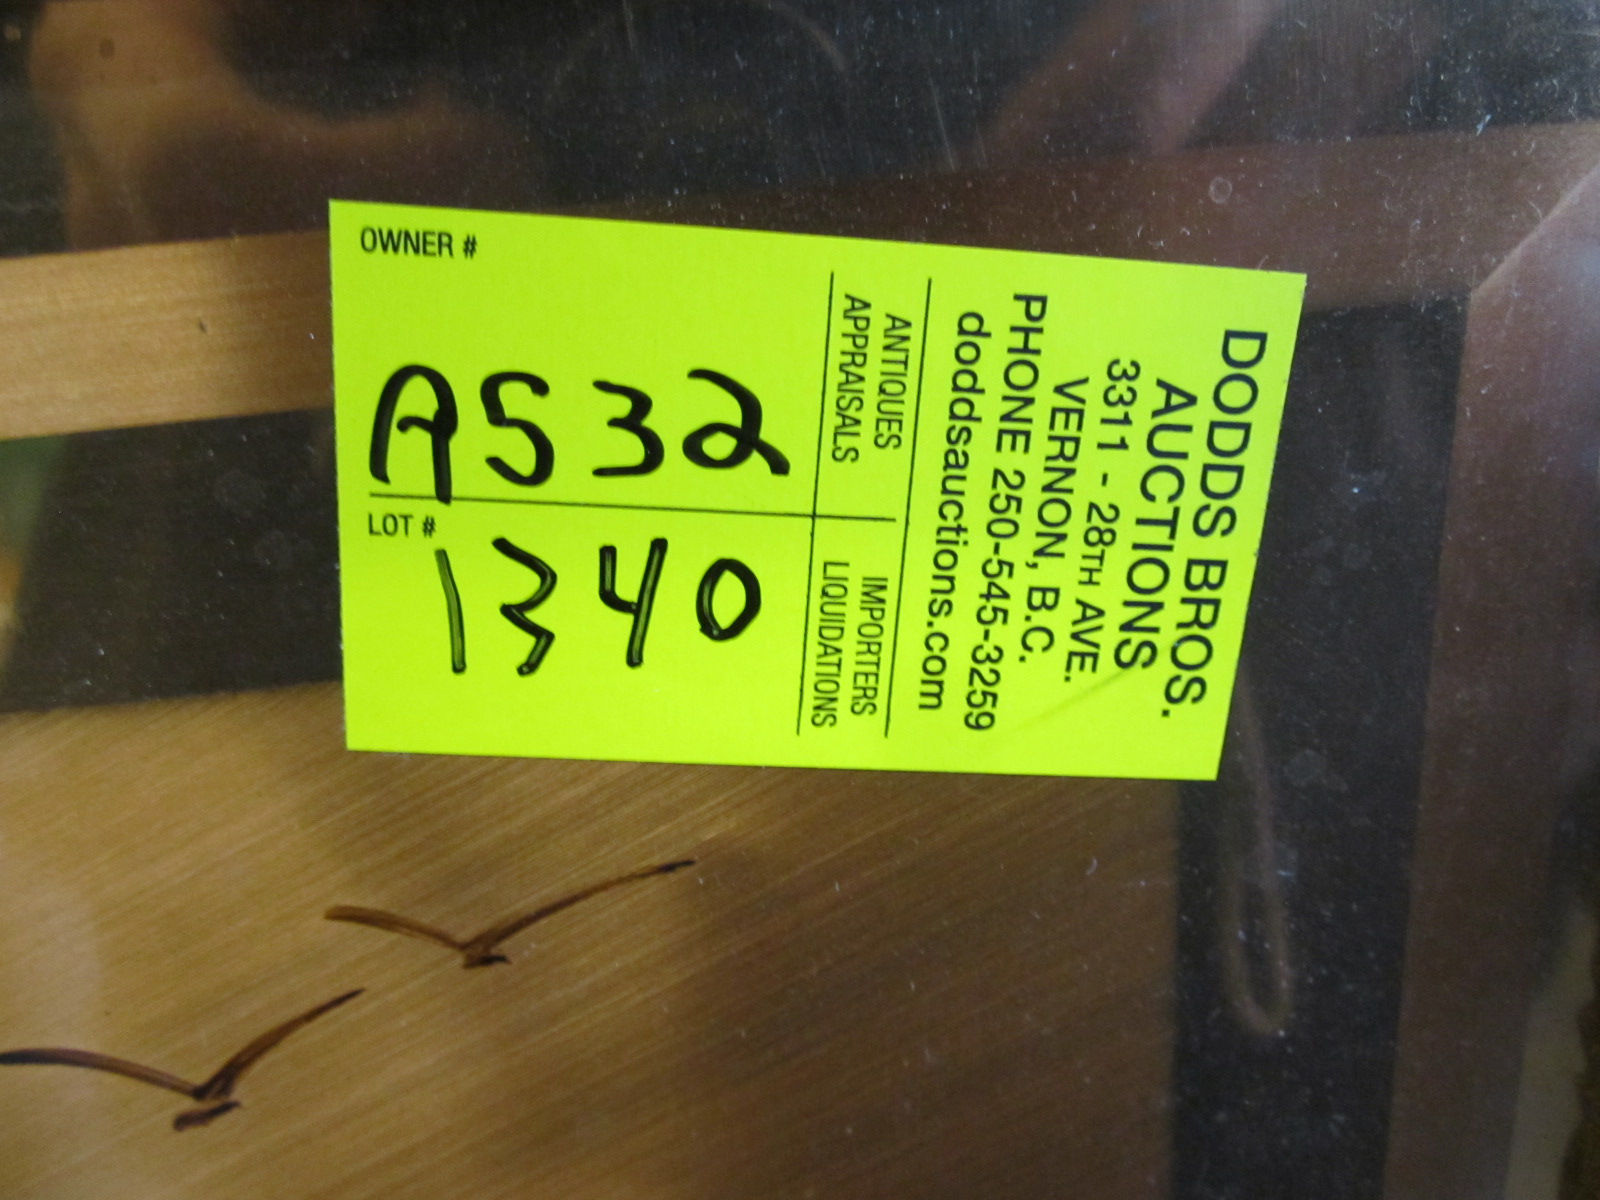 DODDS BROS.
AUCTIONS
3311 - 28TH AVE.
VERNON, B.C.
PHONE 250-545-3259
doddsauctions.com
ANTIQUES
APPRAISALS
IMPORTERS
LIQUIDATIONS
OWNER #
A532
LOT #
1340